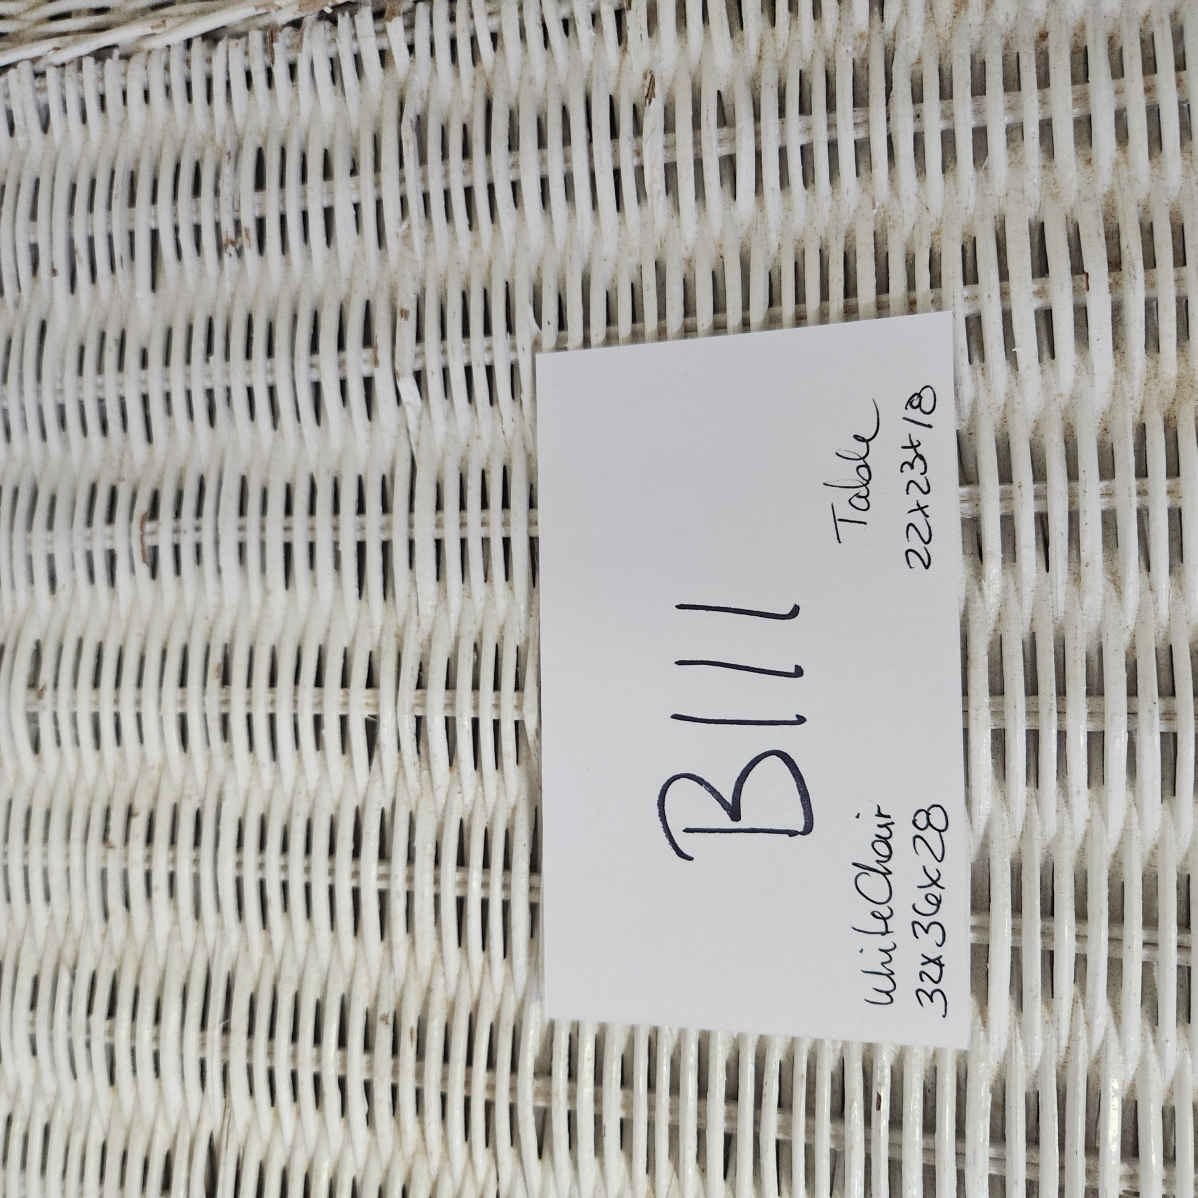 B111
White Chair
32x36x28
Table
22x23x18